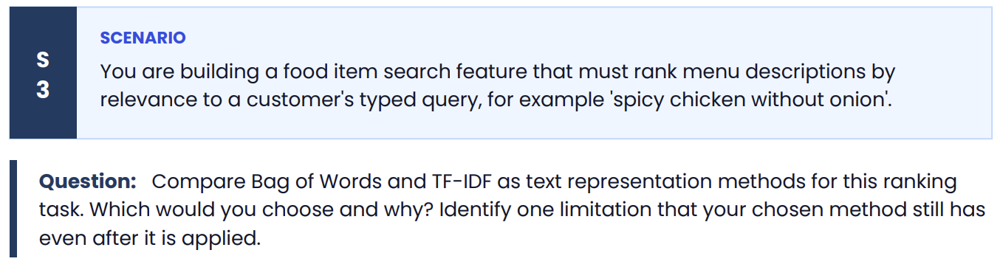 S
3
SCENARIO
You are building a food item search feature that must rank menu descriptions by
relevance to a customer's typed query, for example 'spicy chicken without onion'.
Question: Compare Bag of Words and TF-IDF as text representation methods for this ranking
task. Which would you choose and why? Identify one limitation that your chosen method still has
even after it is applied.